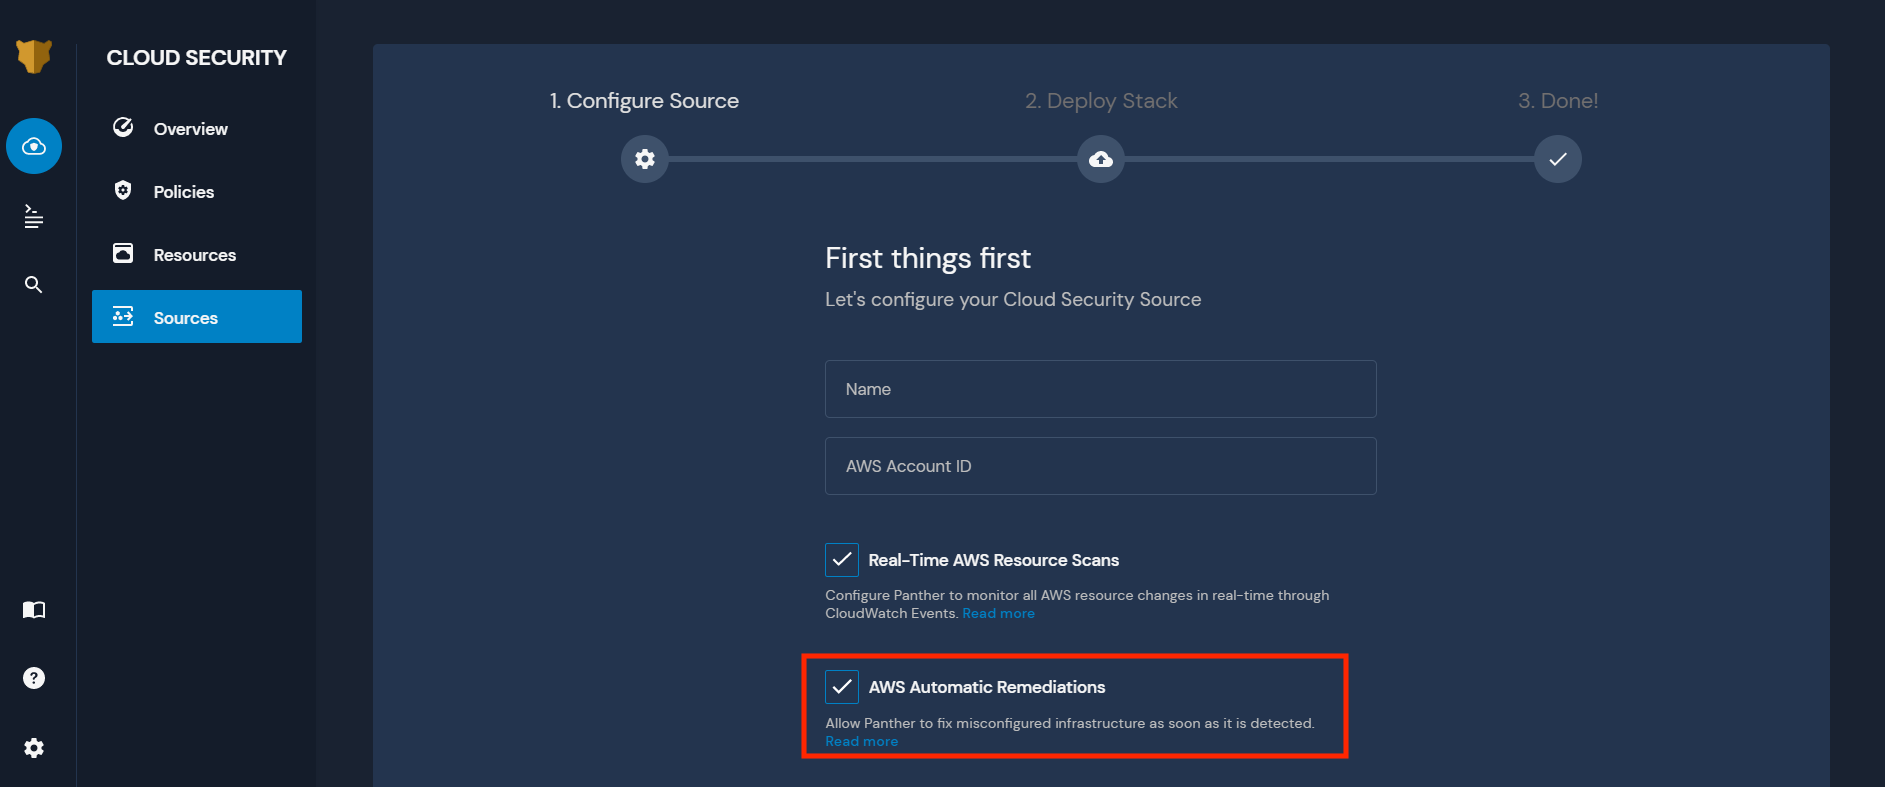 CLOUD SECURITY
Overview
Policies
Resources
Sources
1. Configure Source
2. Deploy Stack
3. Done!
First things first
Let's configure your Cloud Security Source
Name
AWS Account ID
Real-Time AWS Resource Scans
Configure Panther to monitor all AWS resource changes in real-time through
CloudWatch Events. Read more
AWS Automatic Remediations
Allow Panther to fix misconfigured infrastructure as soon as it is detected.
Read more